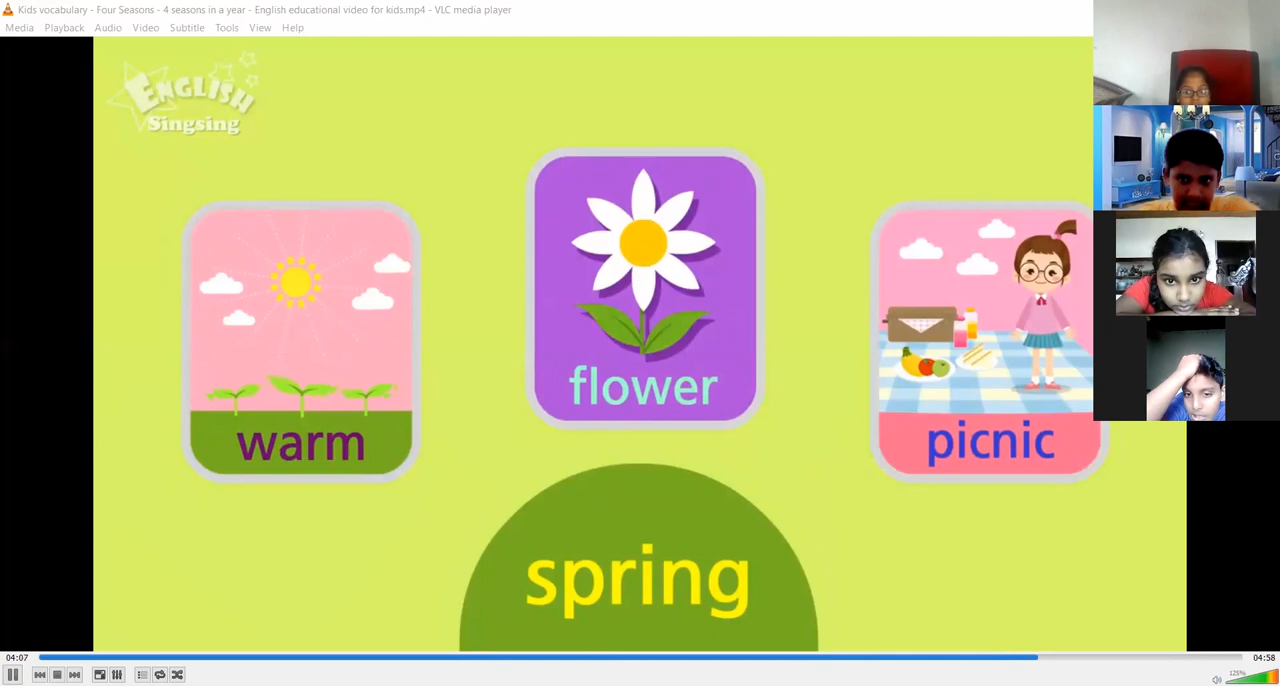 Kids vocabulary - Four Seasons - 4 seasons in a year - English educational video for kids.mp4 - VLC media player
Media Playback Audio Video Subtitle Tools View Help
ENGLISH
Singsing
warm
flower
picnic
spring
04:07
04:58
125%